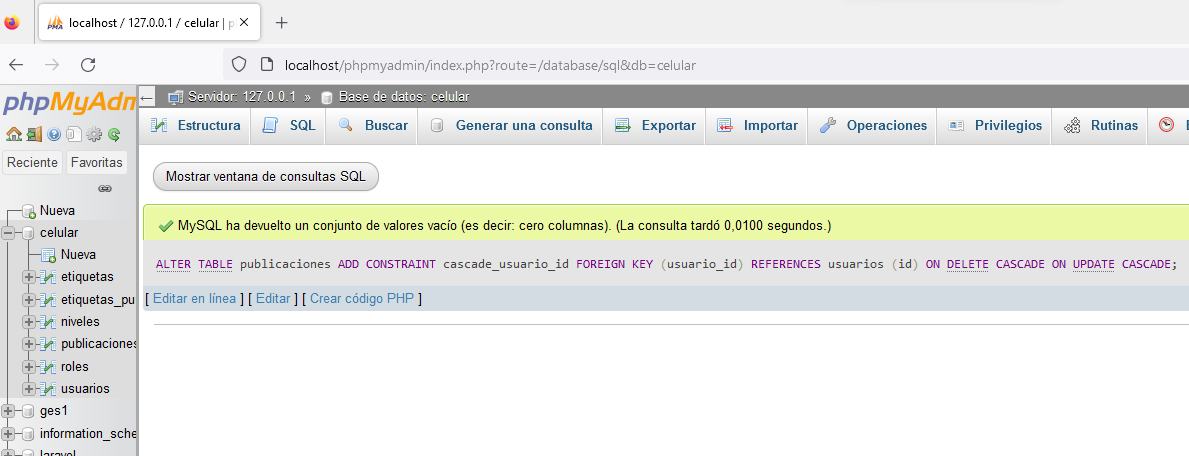 localhost / 127.0.0.1 / celular | p
localhost/phpmyadmin/index.php?route=/database/sql&db=celular
phpMyAdm
Servidor: 127.0.0.1 » Base de datos: celular
Estructura SQL Buscar Generar una consulta Exportar Importar Operaciones Privilegios Rutinas
Reciente Favoritas
Mostrar ventana de consultas SQL
Nueva
celular
Nueva
etiquetas
etiquetas_pu
niveles
publicaciones
roles
usuarios
ges1
information_sche
laravel
MySQL ha devuelto un conjunto de valores vacío (es decir: cero columnas). (La consulta tardó 0,0100 segundos.)
ALTER TABLE publicaciones ADD CONSTRAINT cascade_usuario_id FOREIGN KEY (usuario_id) REFERENCES usuarios (id) ON DELETE CASCADE ON UPDATE CASCADE;
[ Editar en línea ] [ Editar ] [ Crear código PHP ]